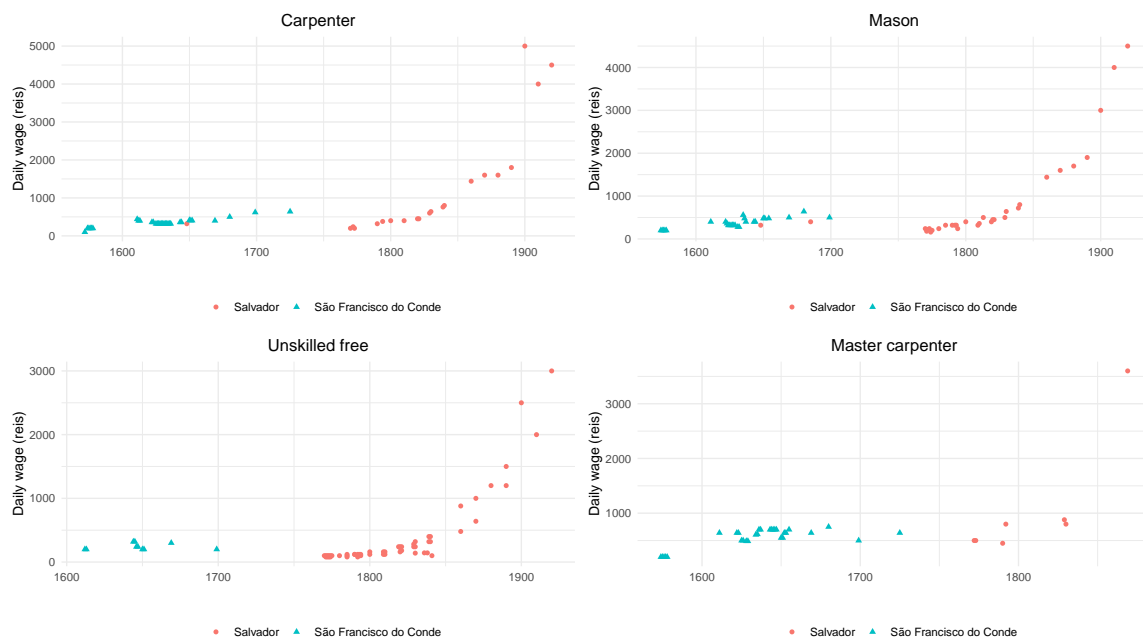 Carpenter
Daily wage (reis)
5000
4000
3000
2000
1000
0
1600
1700
1800
1900
Salvador
São Francisco do Conde
Mason
Daily wage (reis)
4000
3000
2000
1000
0
1600
1700
1800
1900
Salvador
São Francisco do Conde
Unskilled free
Daily wage (reis)
3000
2000
1000
0
1600
1700
1800
1900
Salvador
São Francisco do Conde
Master carpenter
Daily wage (reis)
3000
2000
1000
1600
1700
1800
Salvador
São Francisco do Conde